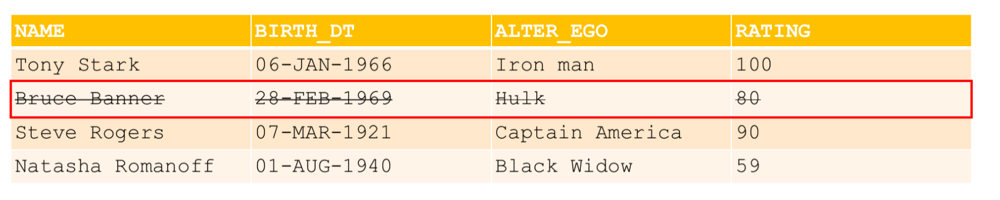 NAME BIRTH_DT ALTER_EGO RATING
Tony Stark 06-JAN-1966 Iron man 100
Bruce Banner 28-FEB-1969 Hulk 80
Steve Rogers 07-MAR-1921 Captain America 90
Natasha Romanoff 01-AUG-1940 Black Widow 59